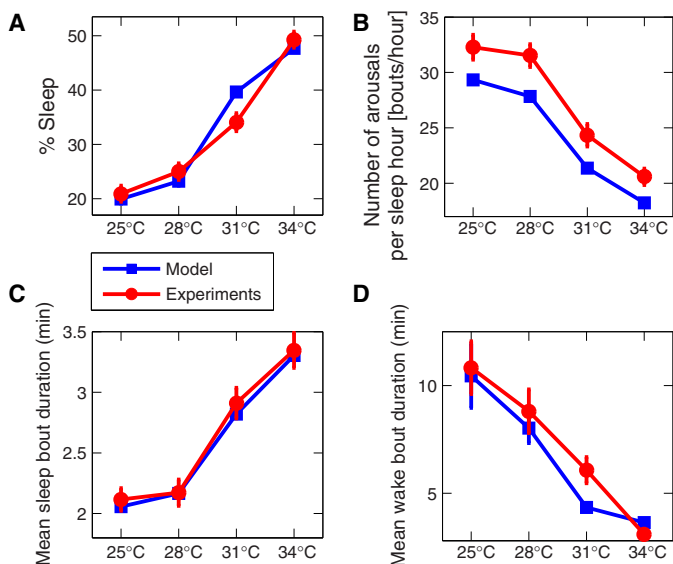 A
% Sleep
50
40
30
20
25°C 28°C 31°C 34°C
B
Number of arousals
per sleep hour [bouts/hour]
35
30
25
20
25°C 28°C 31°C 34°C
Model
Experiments
C
Mean sleep bout duration (min)
3.5
3
2.5
2
25°C 28°C 31°C 34°C
D
Mean wake bout duration (min)
10
5
25°C 28°C 31°C 34°C